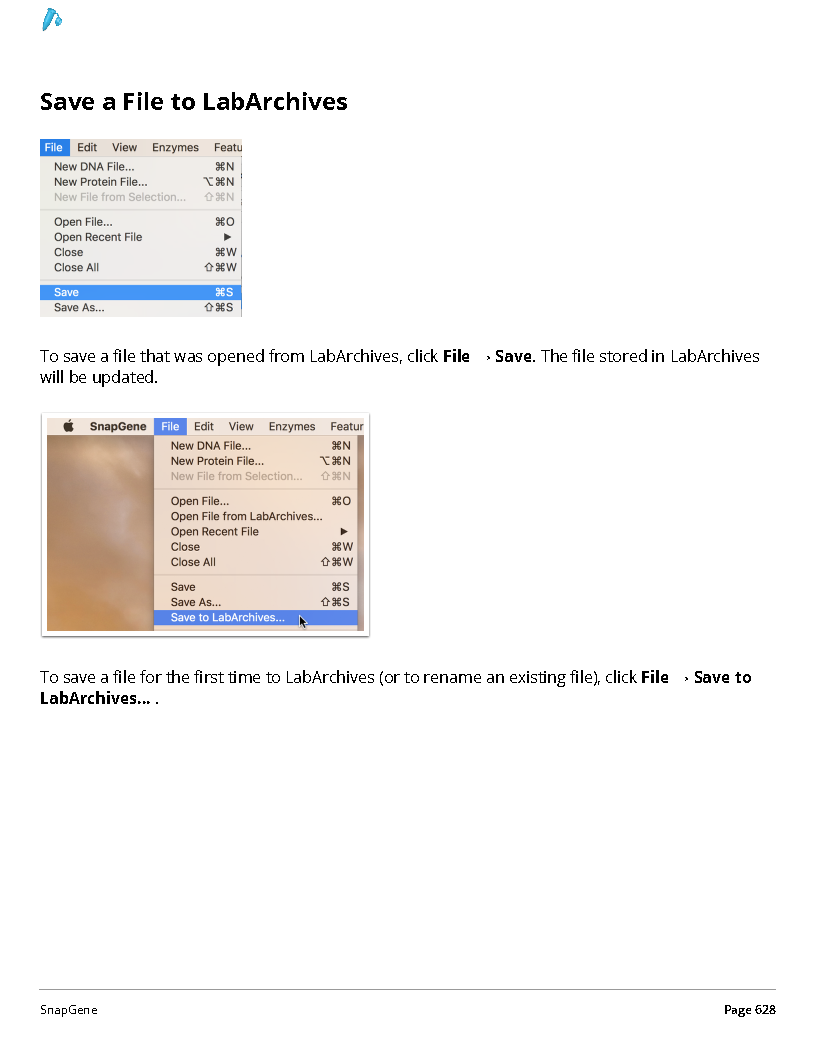 Save a File to LabArchives
File Edit View Enzymes Featu
New DNA File... ⌘N
New Protein File... ⌥⌘N
New File from Selection... ⇧⌘N
Open File... ⌘O
Open Recent File ▶
Close ⌘W
Close All ⇧⌘W
Save ⌘S
Save As... ⇧⌘S
To save a file that was opened from LabArchives, click File → Save. The file stored in LabArchives
will be updated.
SnapGene File Edit View Enzymes Featur
New DNA File... ⌘N
New Protein File... ⌥⌘N
New File from Selection... ⇧⌘N
Open File... ⌘O
Open File from LabArchives...
Open Recent File ▶
Close ⌘W
Close All ⇧⌘W
Save ⌘S
Save As... ⇧⌘S
Save to LabArchives...
To save a file for the first time to LabArchives (or to rename an existing file), click File → Save to
LabArchives... .
SnapGene Page 628